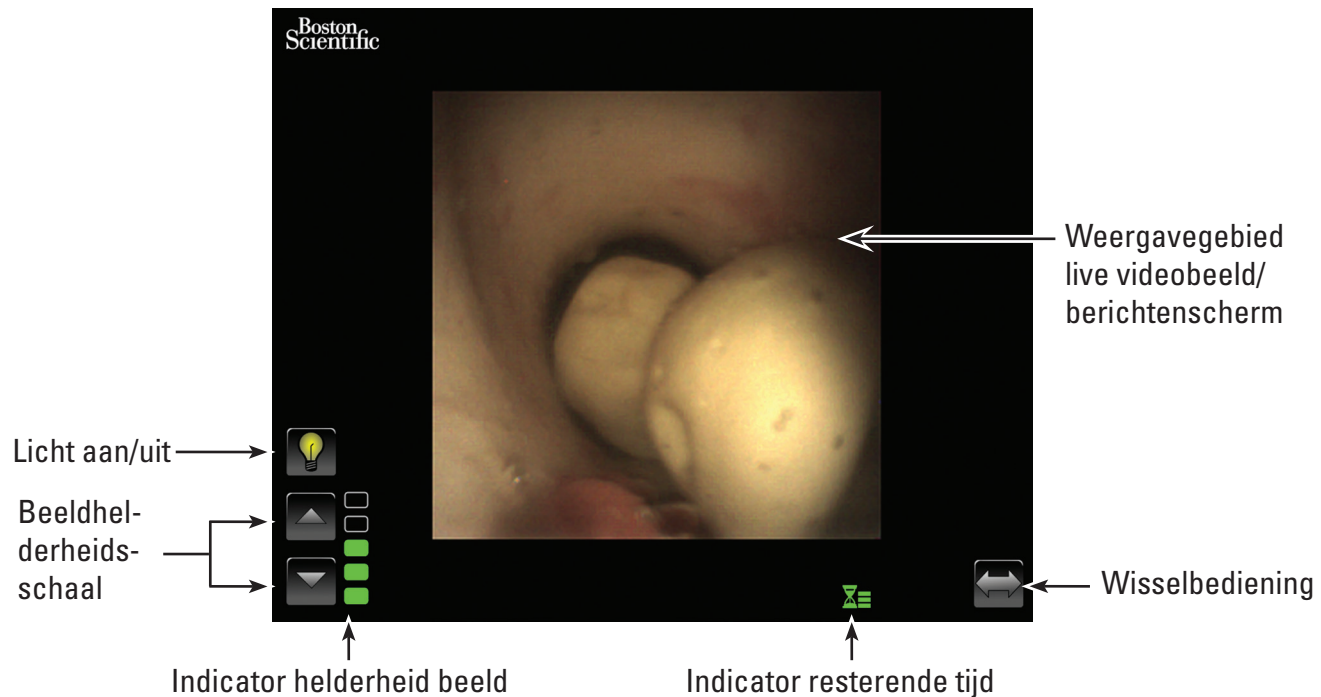 Boston
Scientific
Weergavegebied
live videobeeld/
berichtenscherm
Licht aan/uit
Beeldhel-
derheids-
schaal
Wisselbediening
Indicator helderheid beeld
Indicator resterende tijd